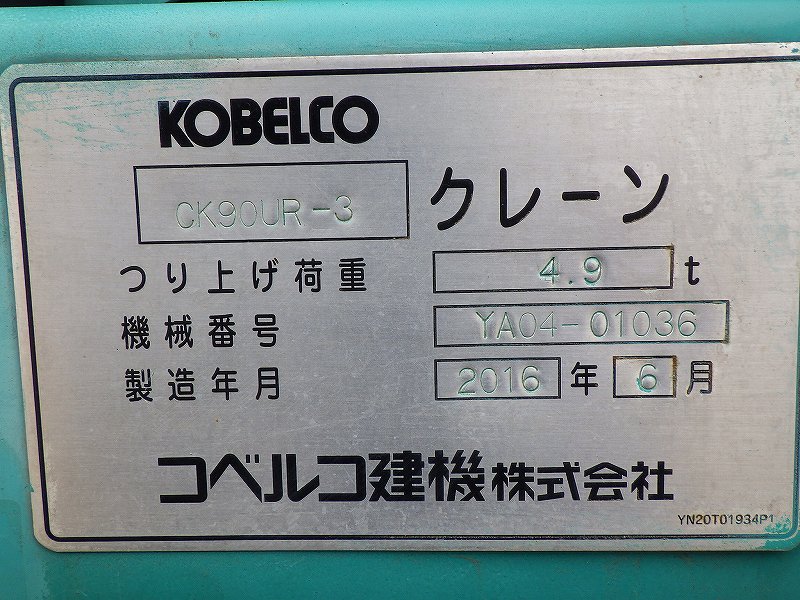 KOBELCO
CK90UR-3 クレーン
つり上げ荷重 4.9 t
機械番号 YA04-01036
製造年月 2016 年 6 月
コベルコ建機株式会社
YN20T01934P1